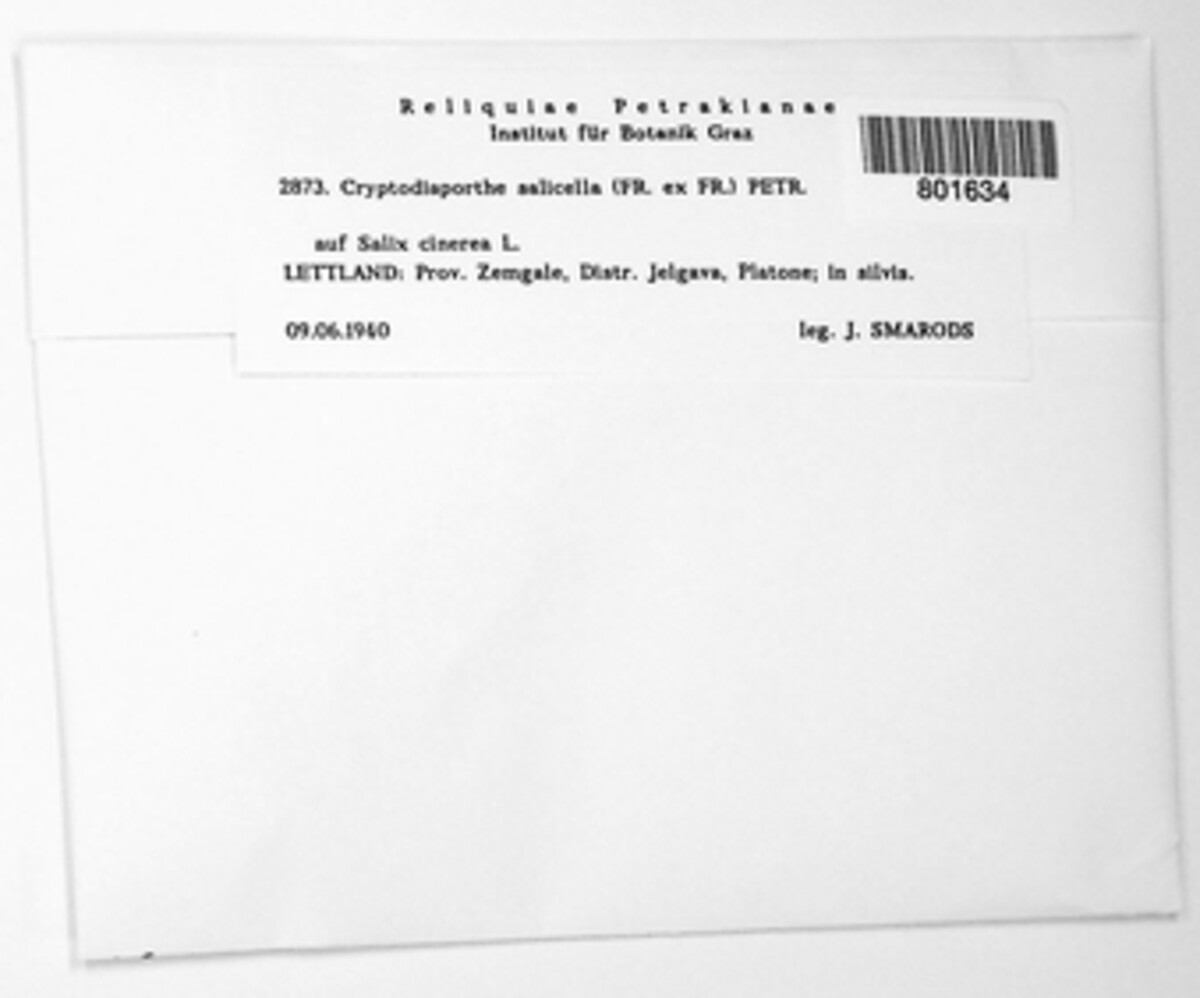 Reliquiae Petrakianae
Institut für Botanik Graz
801634
2873. Cryptodiaporthe salicella (FR. ex FR.) PETR.
auf Salix cinerea L.
LETTLAND: Prov. Zemgale, Distr. Jelgava, Platone; in silvis.
09.06.1940 leg. J. SMARODS